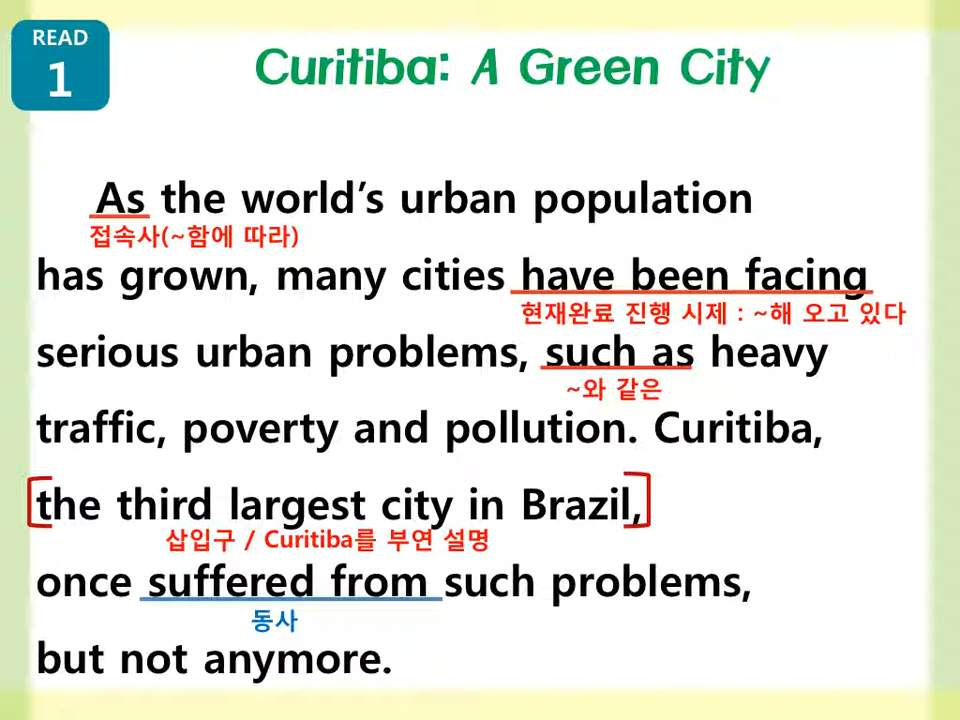 READ
1
Curitiba: A Green City
As the world’s urban population
접속사(~함에 따라)
has grown, many cities have been facing
현재완료 진행 시제 : ~해 오고 있다
serious urban problems, such as heavy
~와 같은
traffic, poverty and pollution. Curitiba,
the third largest city in Brazil,
삽입구 / Curitiba를 부연 설명
once suffered from such problems,
동사
but not anymore.